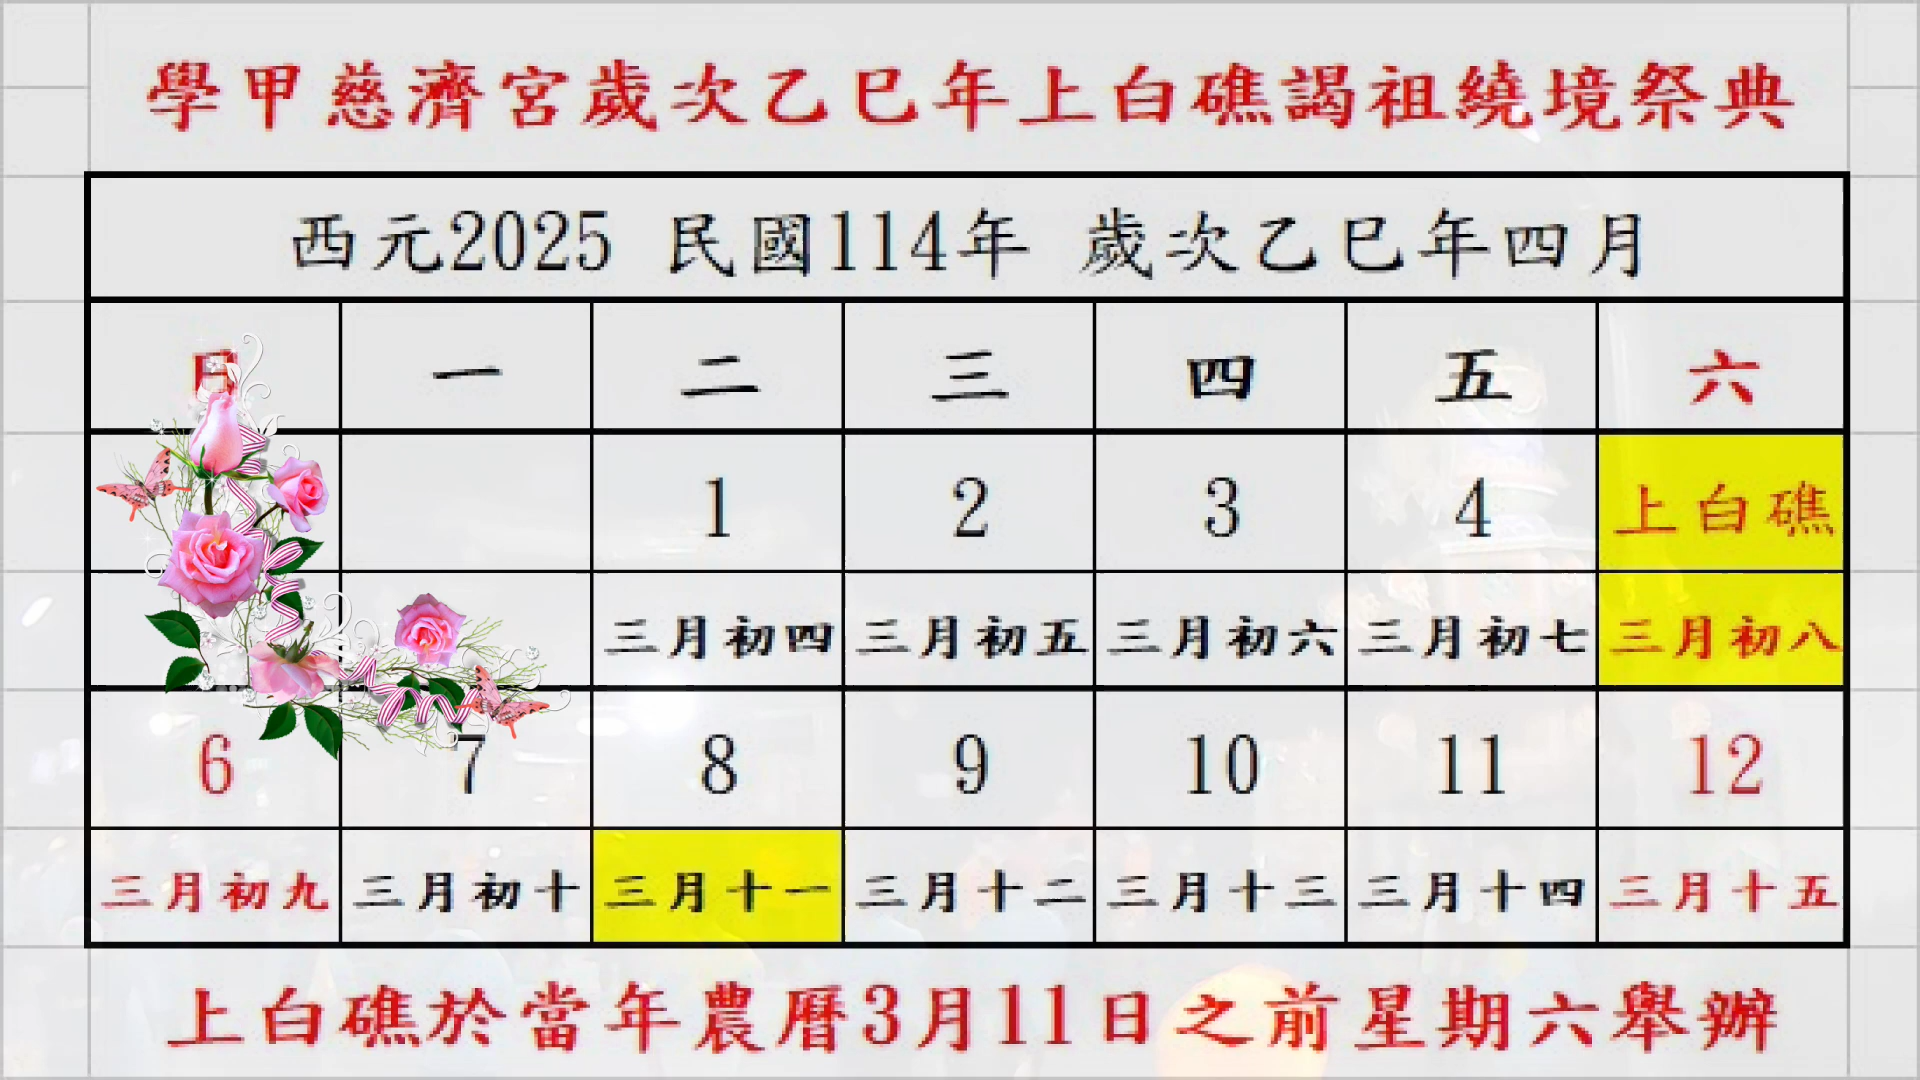 學甲慈濟宮歲次乙巳年上白礁謁祖繞境祭典
西元2025 民國114年 歲次乙巳年四月
日 一 二 三 四 五 六
1 2 3 4 上白礁
三月初四 三月初五 三月初六 三月初七 三月初八
6 7 8 9 10 11 12
三月初九 三月初十 三月十一 三月十二 三月十三 三月十四 三月十五
上白礁於當年農曆3月11日之前星期六舉辦